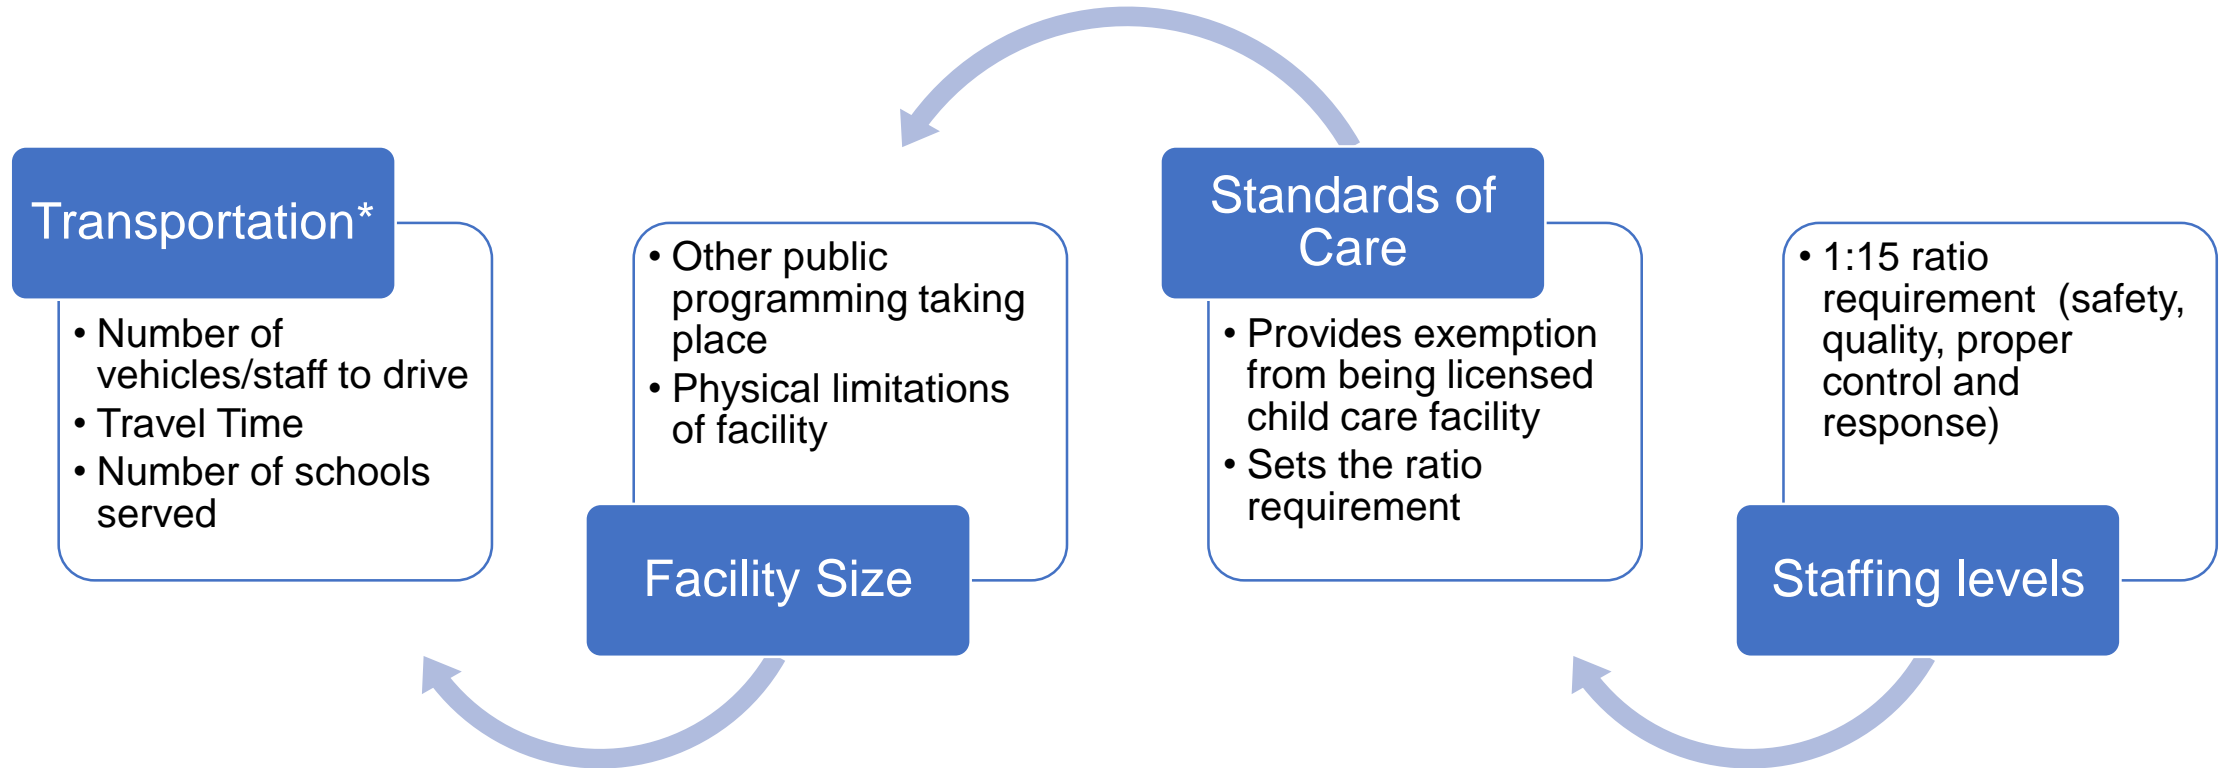 Transportation*
• Number of
vehicles/staff to drive
• Travel Time
• Number of schools
served
• Other public
programming taking
place
• Physical limitations
of facility
Facility Size
Standards of
Care
• Provides exemption
from being licensed
child care facility
• Sets the ratio
requirement
• 1:15 ratio
requirement  (safety,
quality, proper
control and
response)
Staffing levels